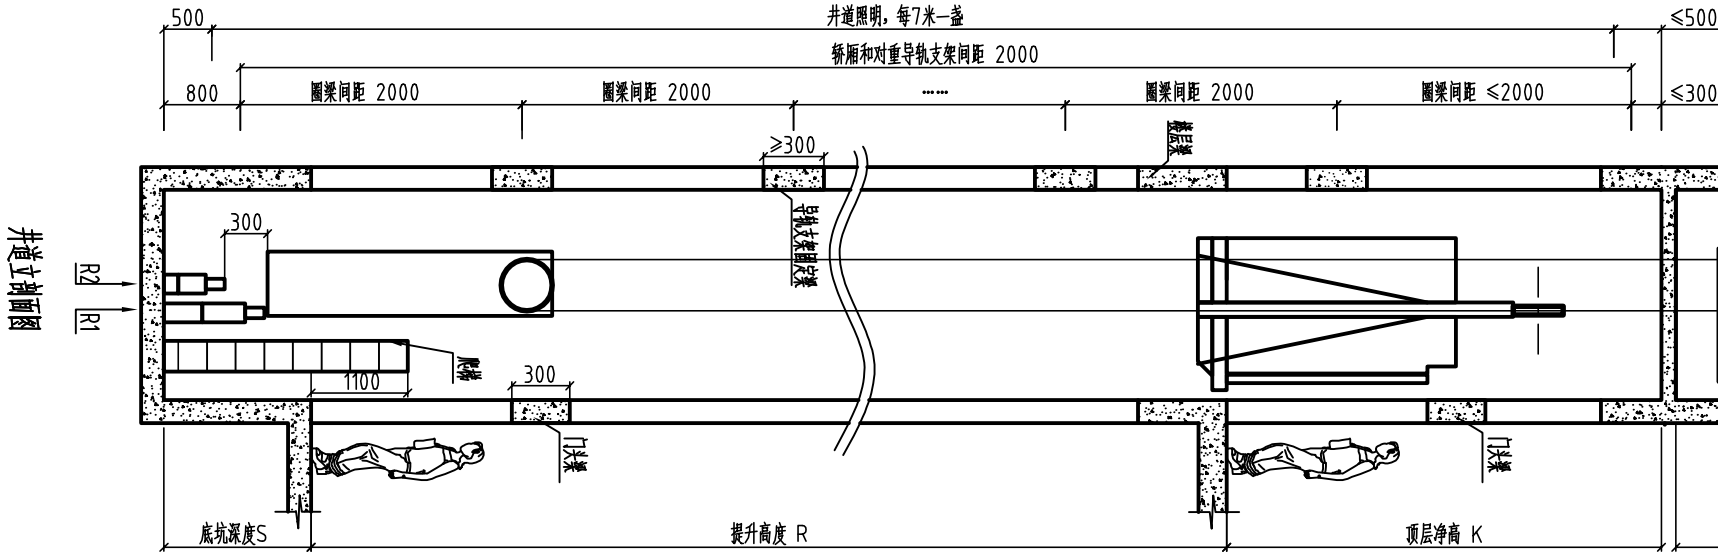 500
井道照明，每7米一盏
≤500
轿厢和对重导轨支架间距 2000
800
圈梁间距 2000
圈梁间距 2000
……
圈梁间距 2000
圈梁间距 ≤2000
≤300
楼层梁
≥300
导轨支架固定梁
300
井道立剖面图
R2
R1
爬梯
1100
300
门头梁
门头梁
底坑深度S
提升高度 R
顶层净高 K